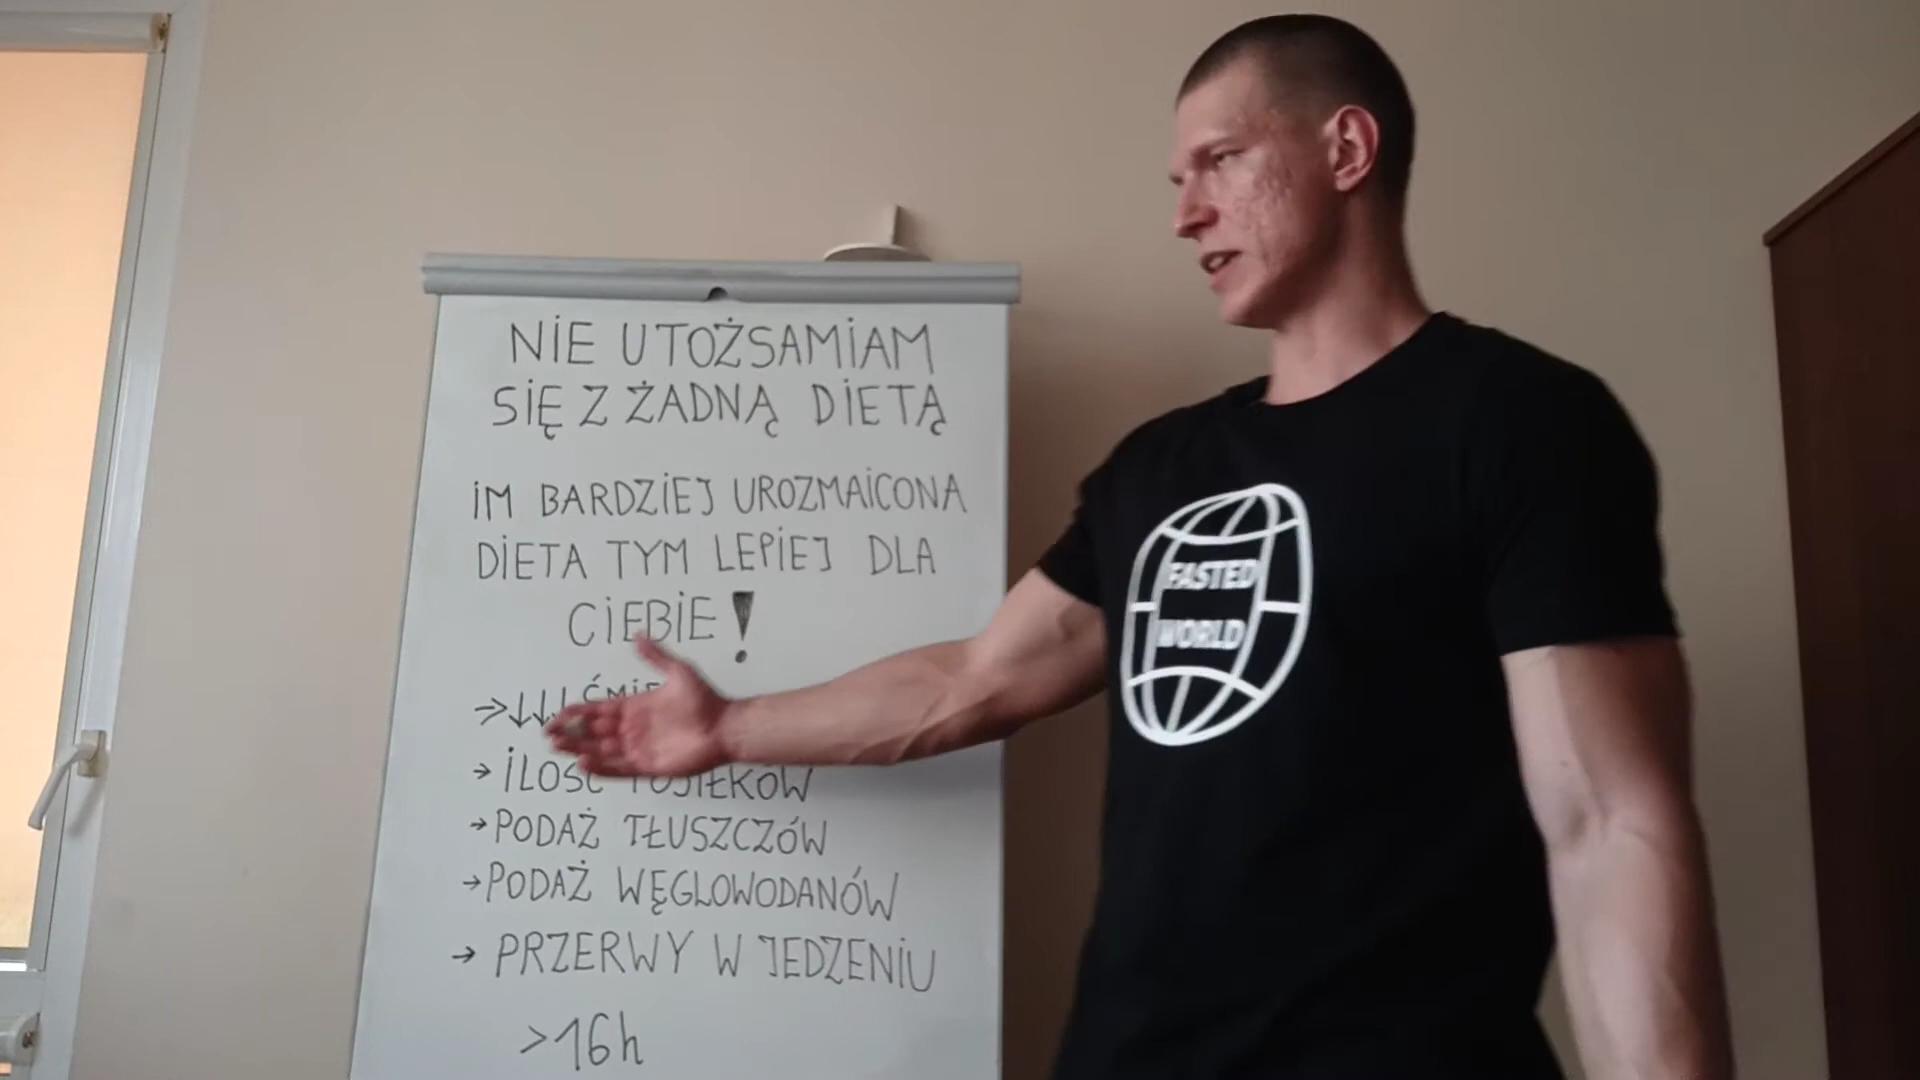 NIE UTOŻSAMIAM
SIĘ Z ŻADNĄ DIETĄ
IM BARDZIEJ UROZMAICONA
DIETA TYM LEPIEJ DLA
CIEBIE!
→↓↓↓
→ ILOŚĆ POSIŁKÓW
→ PODAŻ TŁUSZCZÓW
→ PODAŻ WĘGLOWODANÓW
→ PRZERWY W JEDZENIU
>16h
FASTED
WORLD